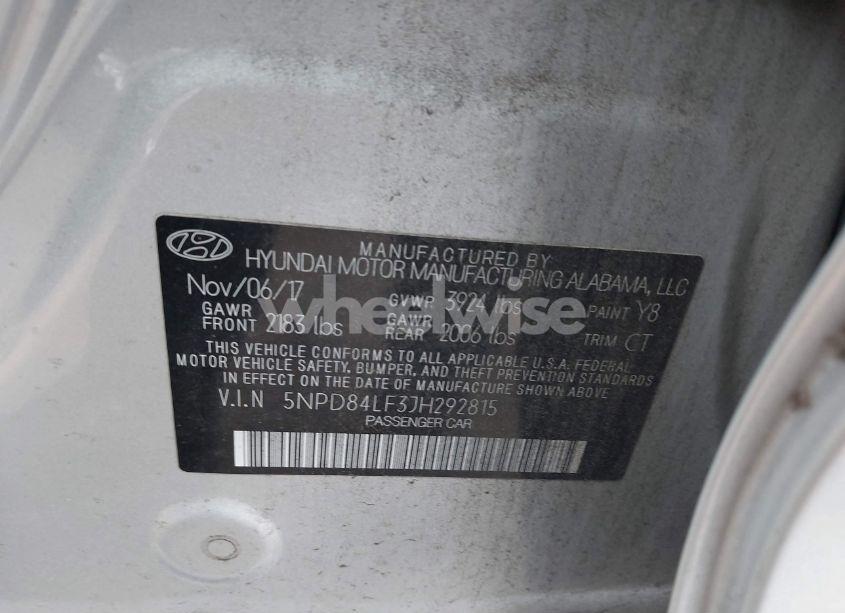 MANUFACTURED BY
HYUNDAI MOTOR MANUFACTURING ALABAMA, LLC
Nov/06/17 GVWR 3924 lbs PAINT Y8
GAWR FRONT 2183 lbs GAWR REAR 2006 lbs TRIM CT
THIS VEHICLE CONFORMS TO ALL APPLICABLE U.S.A. FEDERAL
MOTOR VEHICLE SAFETY, BUMPER, AND THEFT PREVENTION STANDARDS
IN EFFECT ON THE DATE OF MANUFACTURE SHOWN ABOVE
V.I.N 5NPD84LF3JH292815
PASSENGER CAR
wheelwise